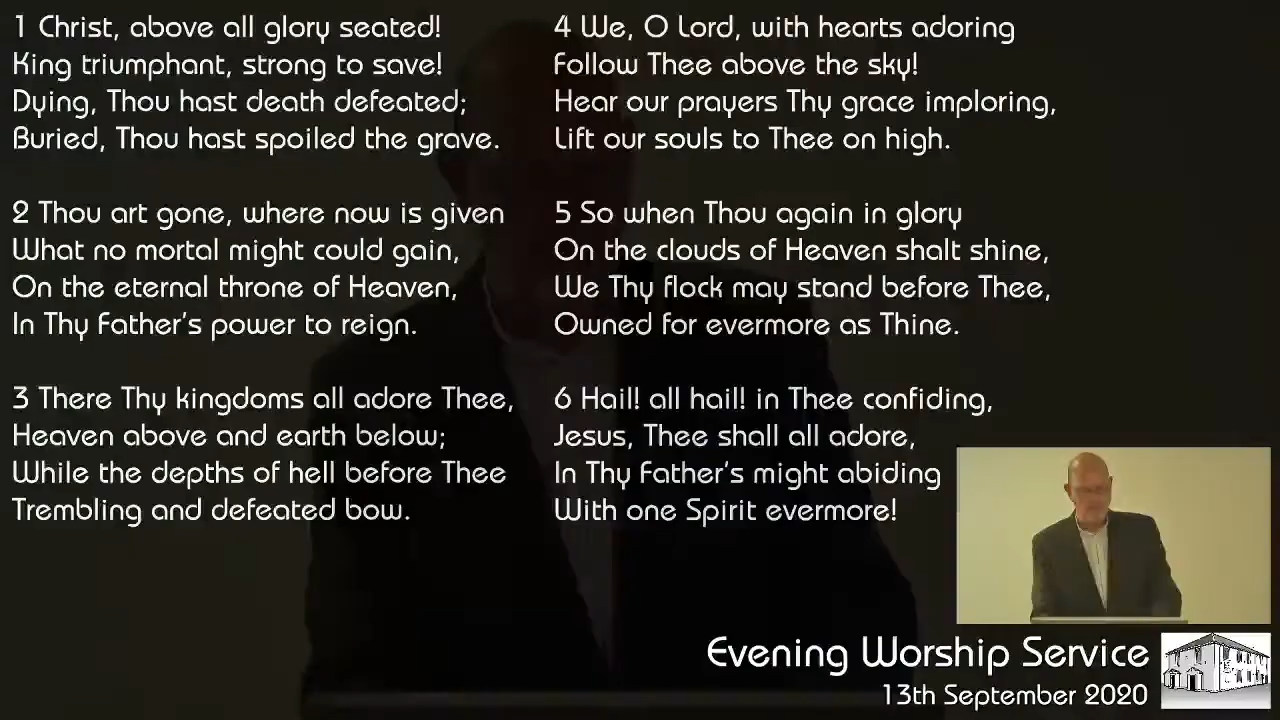 1 Christ, above all glory seated!
King triumphant, strong to save!
Dying, Thou hast death defeated;
Buried, Thou hast spoiled the grave.
2 Thou art gone, where now is given
What no mortal might could gain,
On the eternal throne of Heaven,
In Thy Father's power to reign.
3 There Thy kingdoms all adore Thee,
Heaven above and earth below;
While the depths of hell before Thee
Trembling and defeated bow.
4 We, O Lord, with hearts adoring
Follow Thee above the sky!
Hear our prayers Thy grace imploring,
Lift our souls to Thee on high.
5 So when Thou again in glory
On the clouds of Heaven shalt shine,
We Thy flock may stand before Thee,
Owned for evermore as Thine.
6 Hail! all hail! in Thee confiding,
Jesus, Thee shall all adore,
In Thy Father's might abiding
With one Spirit evermore!
Evening Worship Service
13th September 2020